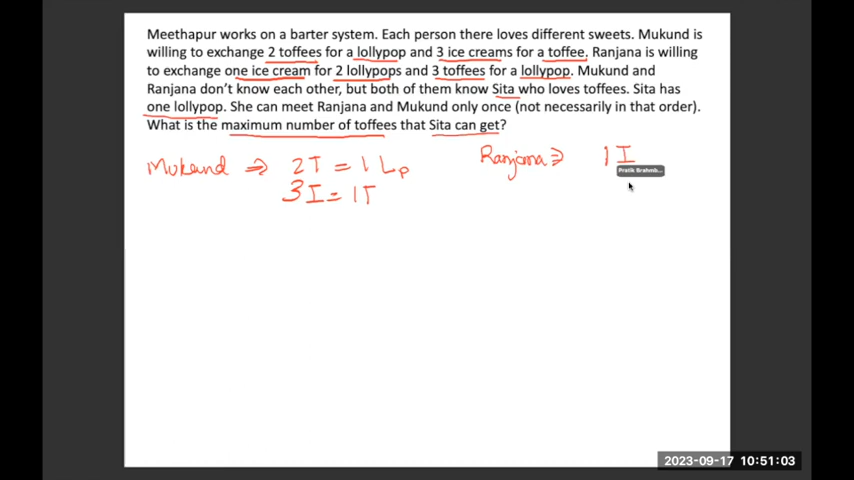 Meethapur works on a barter system. Each person there loves different sweets. Mukund is
willing to exchange 2 toffees for a lollypop and 3 ice creams for a toffee. Ranjana is willing
to exchange one ice cream for 2 lollypops and 3 toffees for a lollypop. Mukund and
Ranjana don't know each other, but both of them know Sita who loves toffees. Sita has
one lollypop. She can meet Ranjana and Mukund only once (not necessarily in that order).
What is the maximum number of toffees that Sita can get?
Mukund ⇒ 2T = 1 Lp
3I = 1T
Ranjana ⇒ 1 I
Pratik Brahmb...
2023-09-17 10:51:03